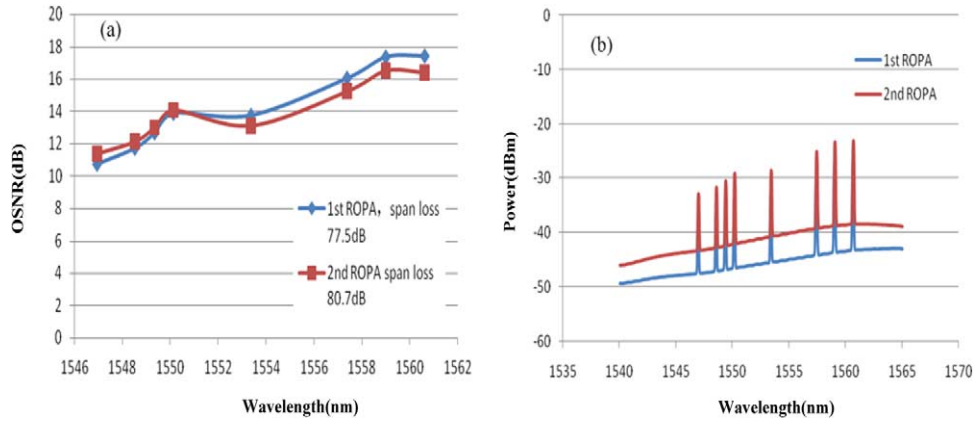 (a)
OSNR(dB)
20
18
16
14
12
10
8
6
4
2
0
1546 1548 1550 1552 1554 1556 1558 1560 1562
Wavelength(nm)
1st ROPA，span loss
77.5dB
2nd ROPA span loss
80.7dB
(b)
Power(dBm)
0
-10
-20
-30
-40
-50
-60
1535 1540 1545 1550 1555 1560 1565 1570
Wavelength(nm)
1st ROPA
2nd ROPA